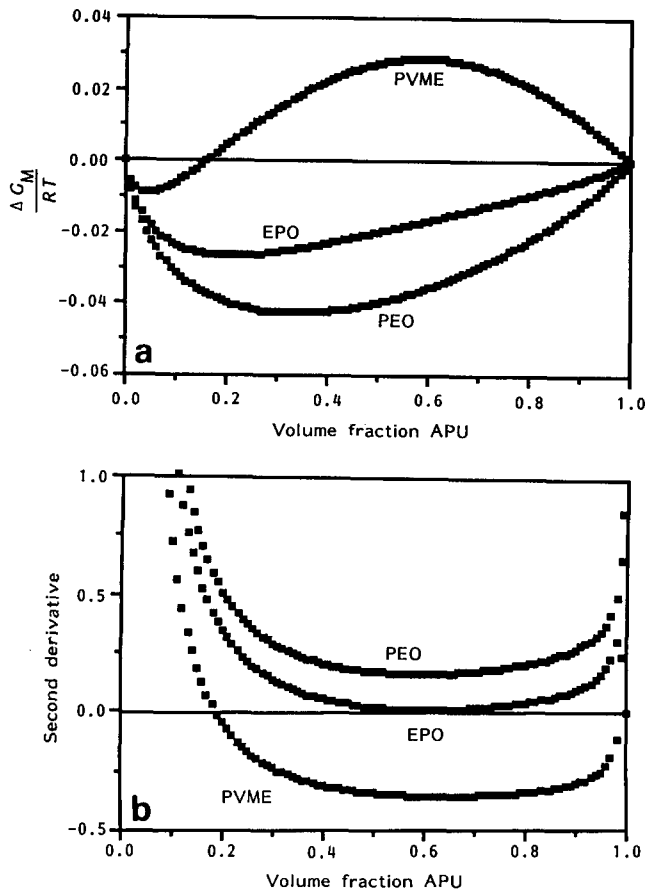 0.04
0.02
0.00
-0.02
-0.04
-0.06
Δ G_M
RT
PVME
EPO
PEO
a
0.0 0.2 0.4 0.6 0.8 1.0
Volume fraction APU
1.0
0.5
0.0
-0.5
Second derivative
PEO
EPO
PVME
b
0.0 0.2 0.4 0.6 0.8 1.0
Volume fraction APU